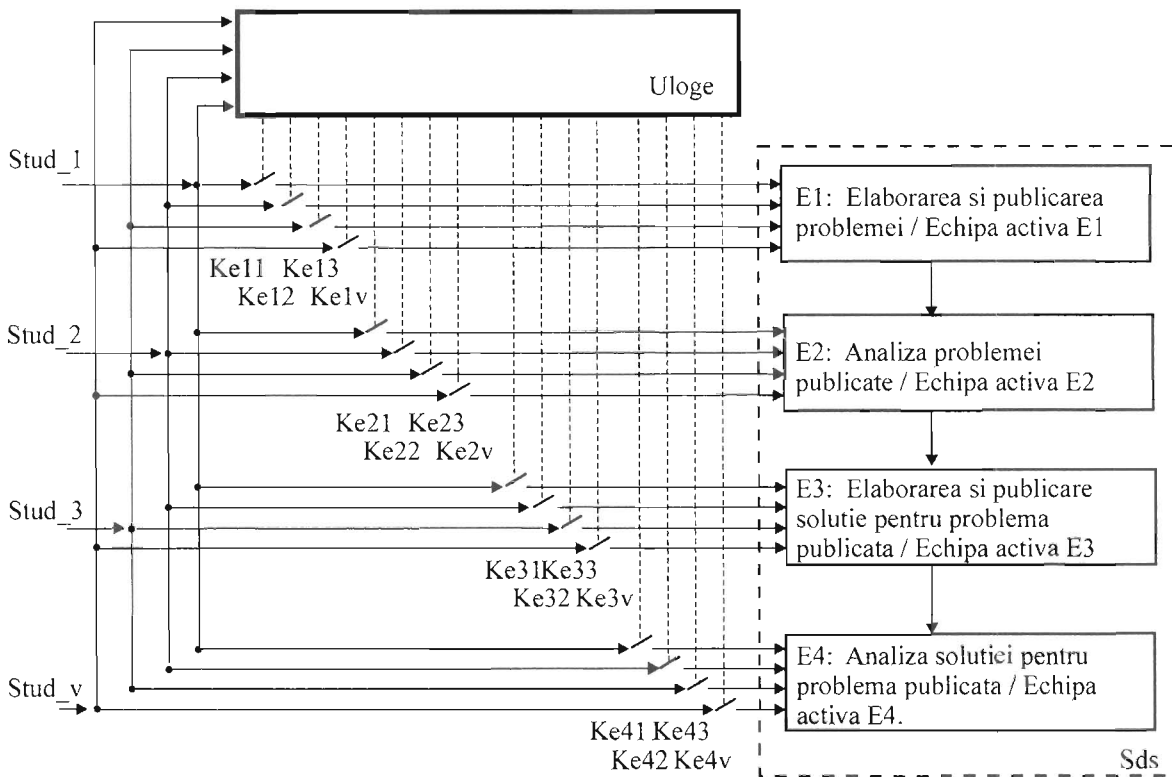 Uloge
Stud_1
E1: Elaborarea si publicarea
problemei / Echipa activa E1
Ke11 Ke13
Ke12 Ke1v
Stud_2
E2: Analiza problemei
publicate / Echipa activa E2
Ke21 Ke23
Ke22 Ke2v
Stud_3
E3: Elaborarea si publicare
solutie pentru problema
publicata / Echipa activa E3
Ke31Ke33
Ke32 Ke3v
Stud_v
E4: Analiza solutiei pentru
problema publicata / Echipa
activa E4.
Ke41 Ke43
Ke42 Ke4v
Sds